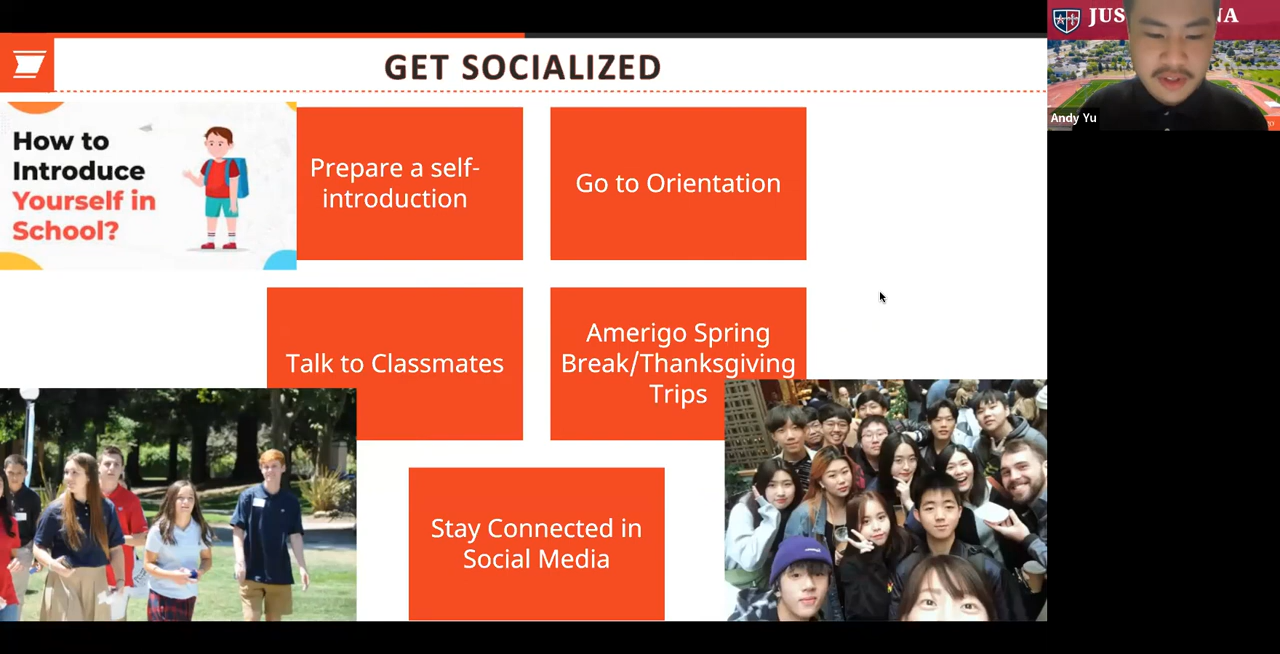 GET SOCIALIZED
How to
Introduce
Yourself in
School?
Prepare a self-
introduction
Go to Orientation
Talk to Classmates
Amerigo Spring
Break/Thanksgiving
Trips
Stay Connected in
Social Media
Andy Yu